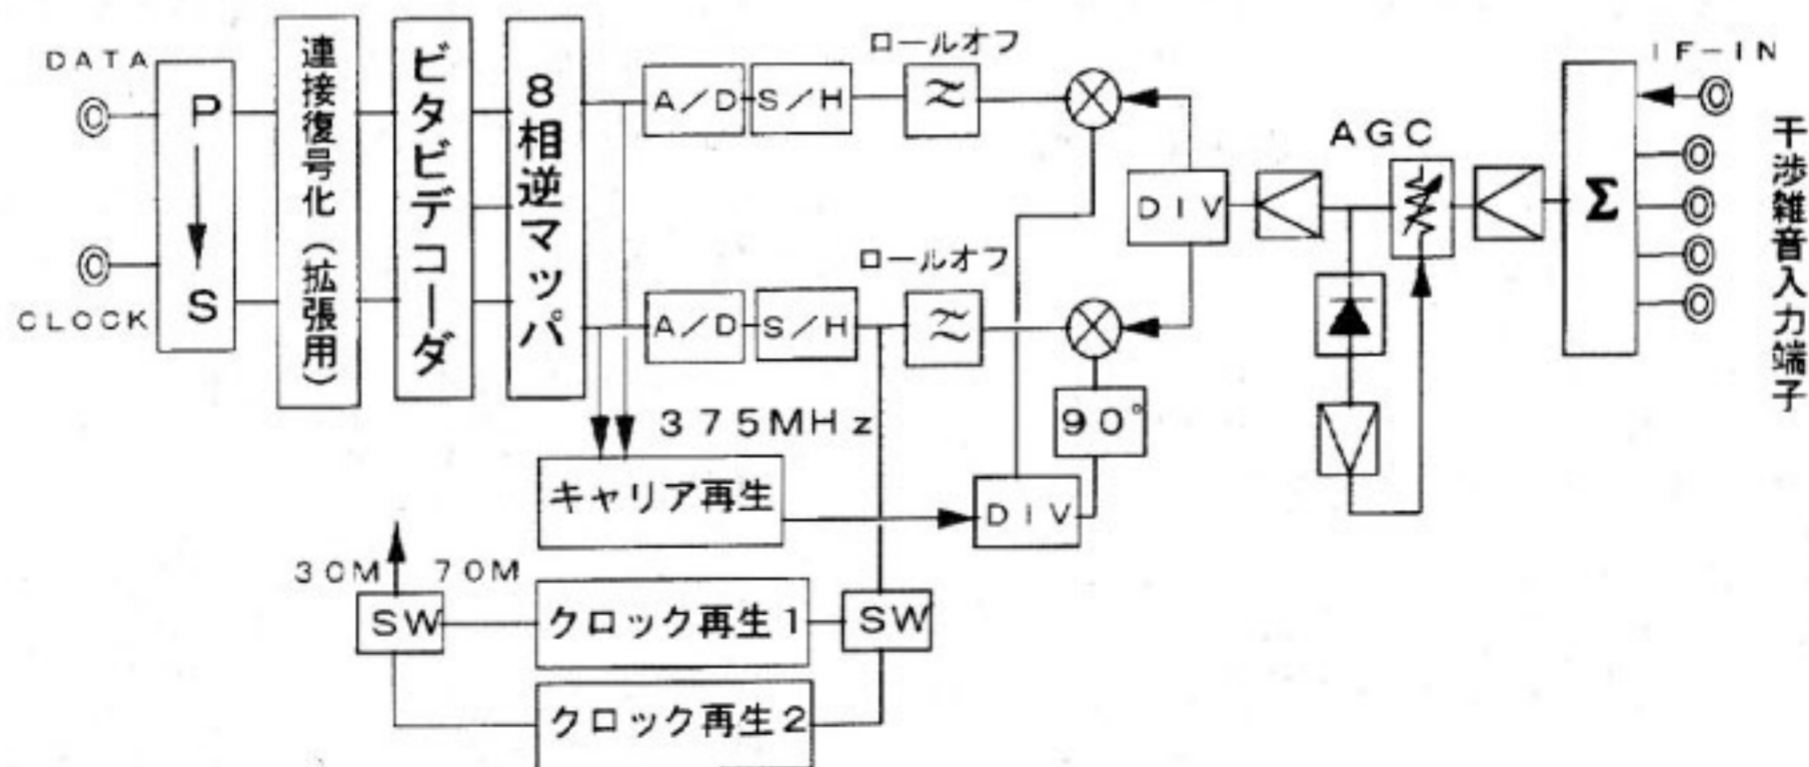 DATA
CLOCK
P
S
連接復号化(拡張用)
ビタビデコーダ
8相逆マッパ
A/D
S/H
ロールオフ
A/D
S/H
ロールオフ
375MHz
キャリア再生
DIV
90°
DIV
AGC
Σ
IF-IN
干渉雑音入力端子
30M
70M
SW
クロック再生1
SW
クロック再生2